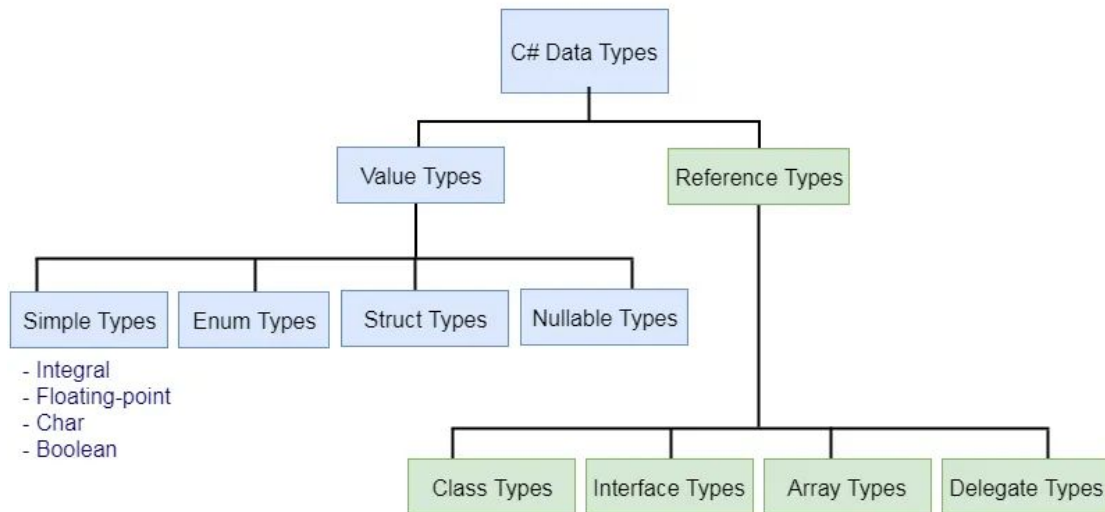 C# Data Types
Value Types
Reference Types
Simple Types
Enum Types
Struct Types
Nullable Types
- Integral
- Floating-point
- Char
- Boolean
Class Types
Interface Types
Array Types
Delegate Types